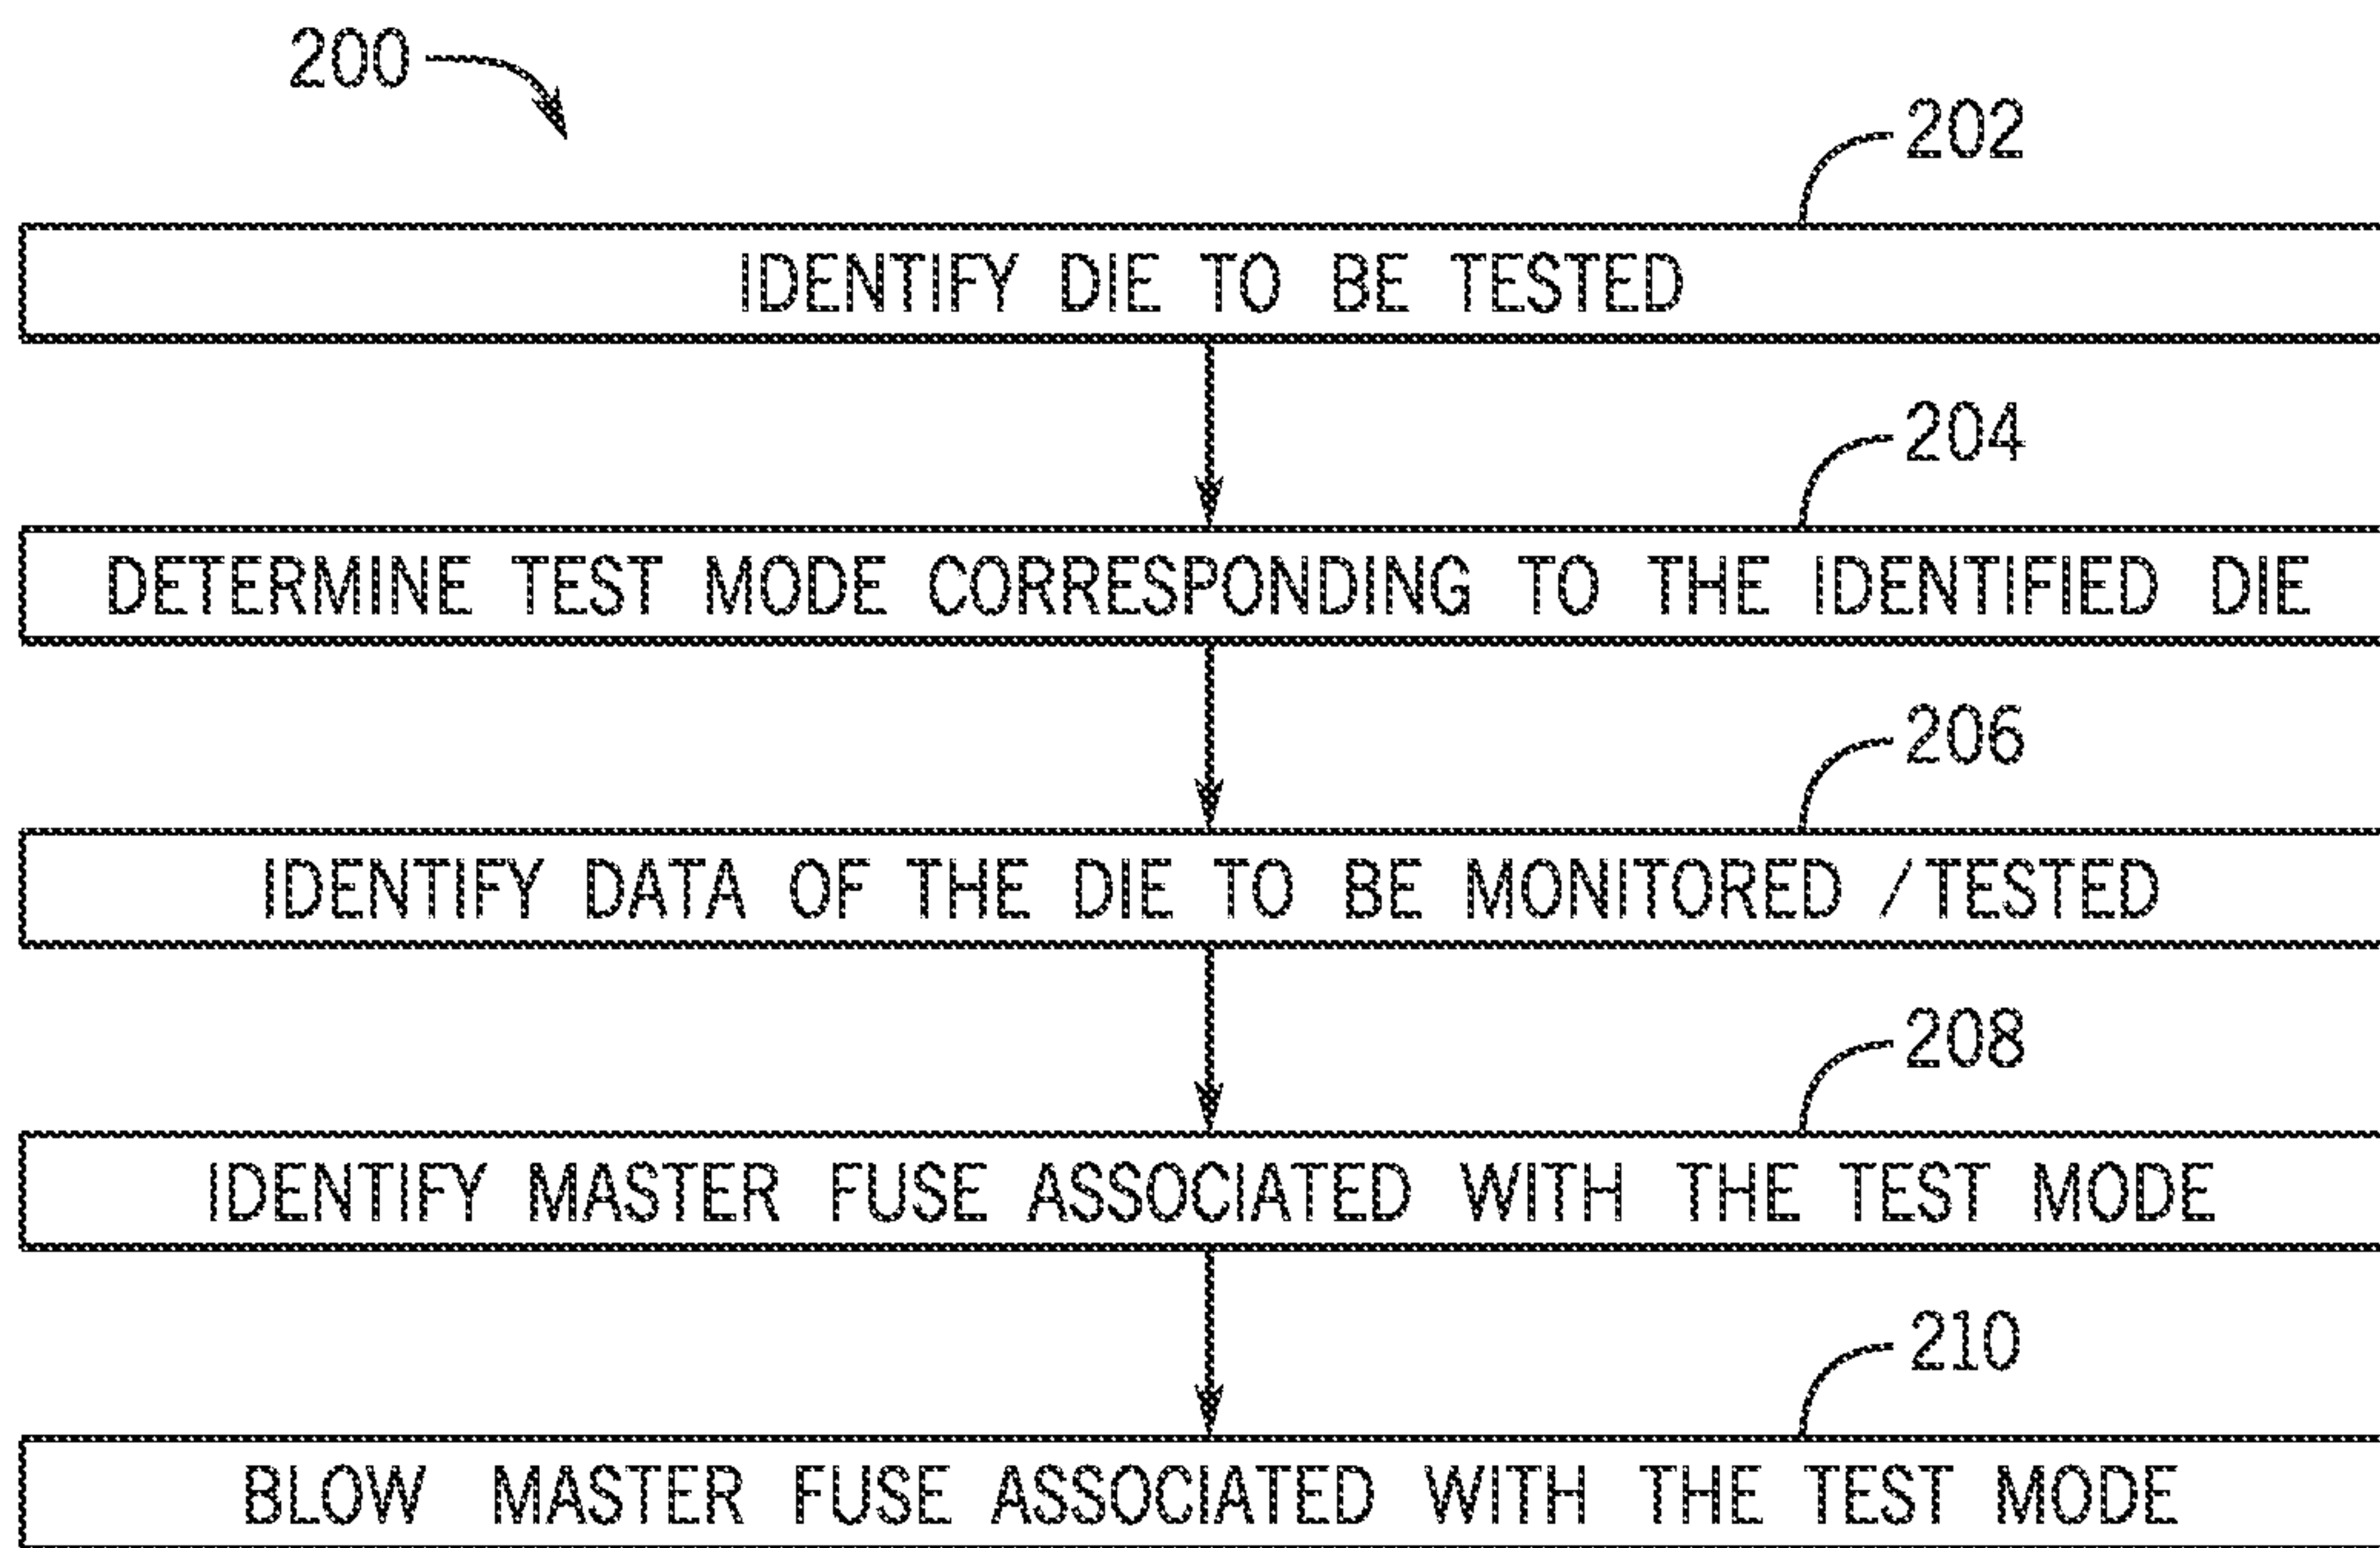 200
202
IDENTIFY DIE TO BE TESTED
204
DETERMINE TEST MODE CORRESPONDING TO THE IDENTIFIED DIE
206
IDENTIFY DATA OF THE DIE TO BE MONITORED /TESTED
208
IDENTIFY MASTER FUSE ASSOCIATED WITH THE TEST MODE
210
BLOW MASTER FUSE ASSOCIATED WITH THE TEST MODE